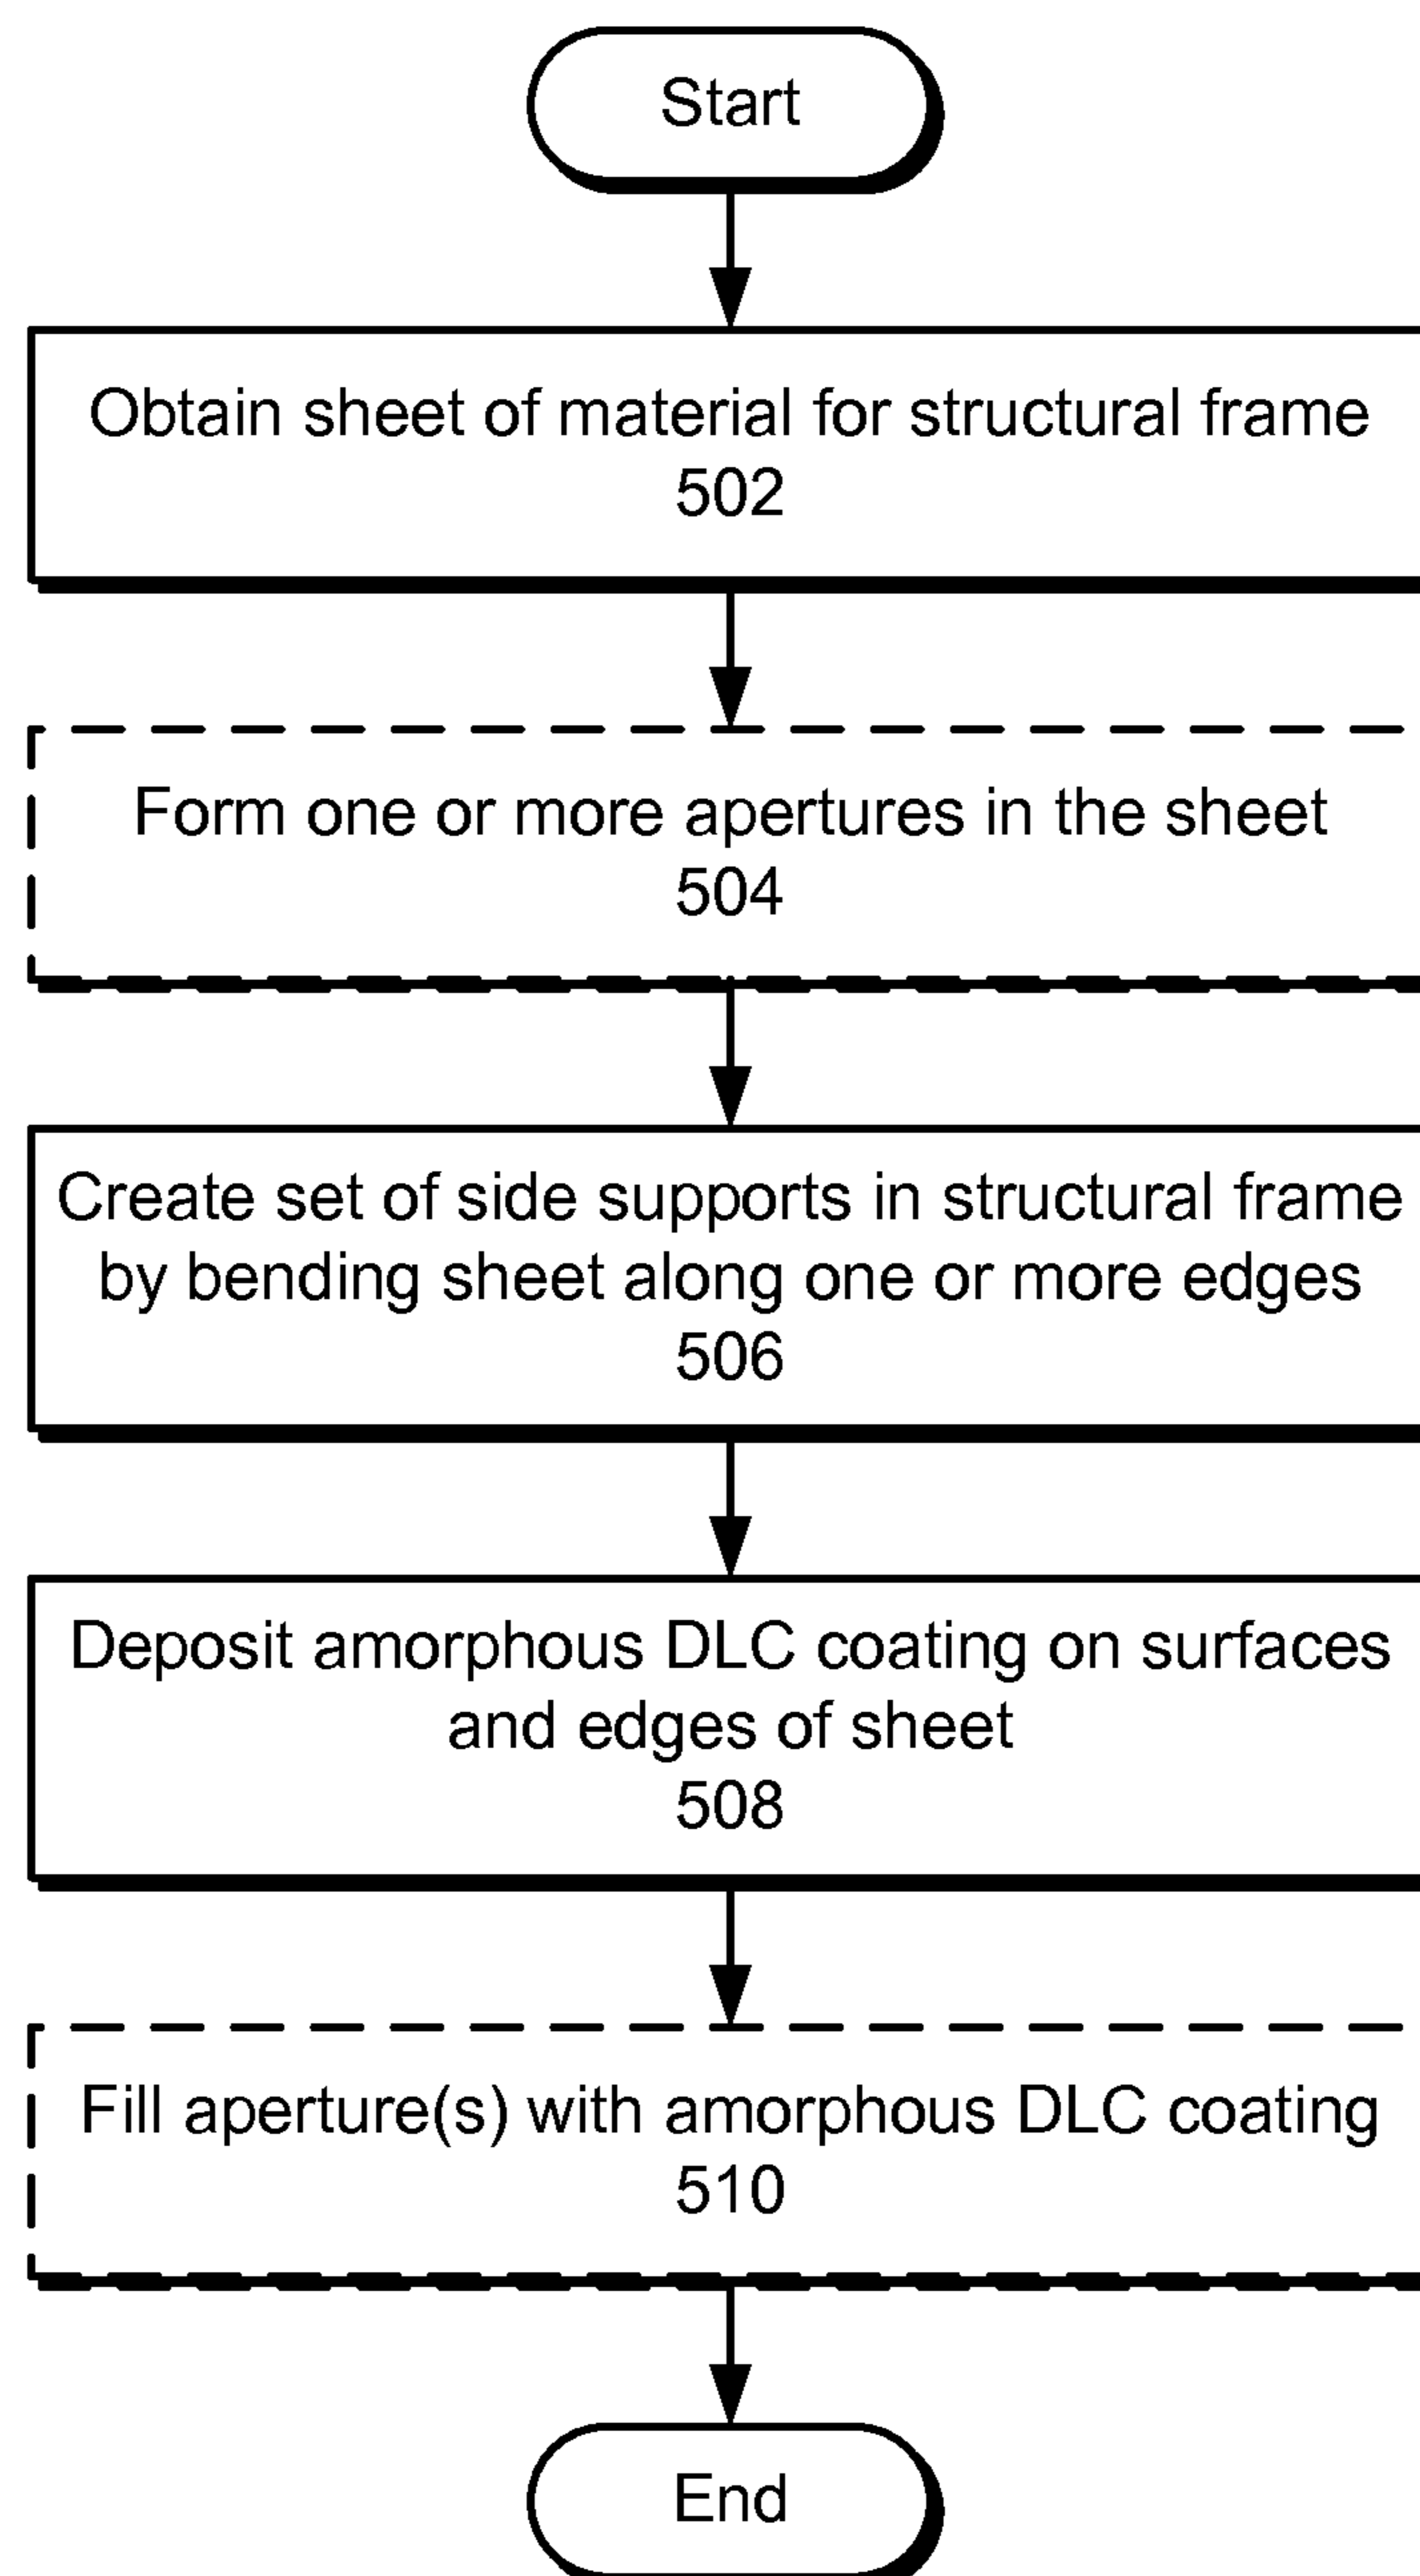 Start
Obtain sheet of material for structural frame
502
Form one or more apertures in the sheet
504
Create set of side supports in structural frame
by bending sheet along one or more edges
506
Deposit amorphous DLC coating on surfaces
and edges of sheet
508
Fill aperture(s) with amorphous DLC coating
510
End